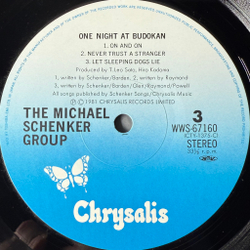 ONE NIGHT AT BUDOKAN
1. ON AND ON
2. NEVER TRUST A STRANGER
3. LET SLEEPING DOGS LIE
Produced by T. Lara Sato, Hiro Kodama
1, written by Schenker/Barden, 2, written by Raymond
3, written by Schenker/Barden/Glen/Raymond/Powell
All songs published by Schenker Songs/Chrysalis Music
Ⓟ 1981 CHRYSALIS RECORDS LIMITED
THE MICHAEL
SCHENKER
GROUP
3
WWS-67160
(CTY-1375-C)
STEREO
33⅓ r.p.m.
Chrysalis